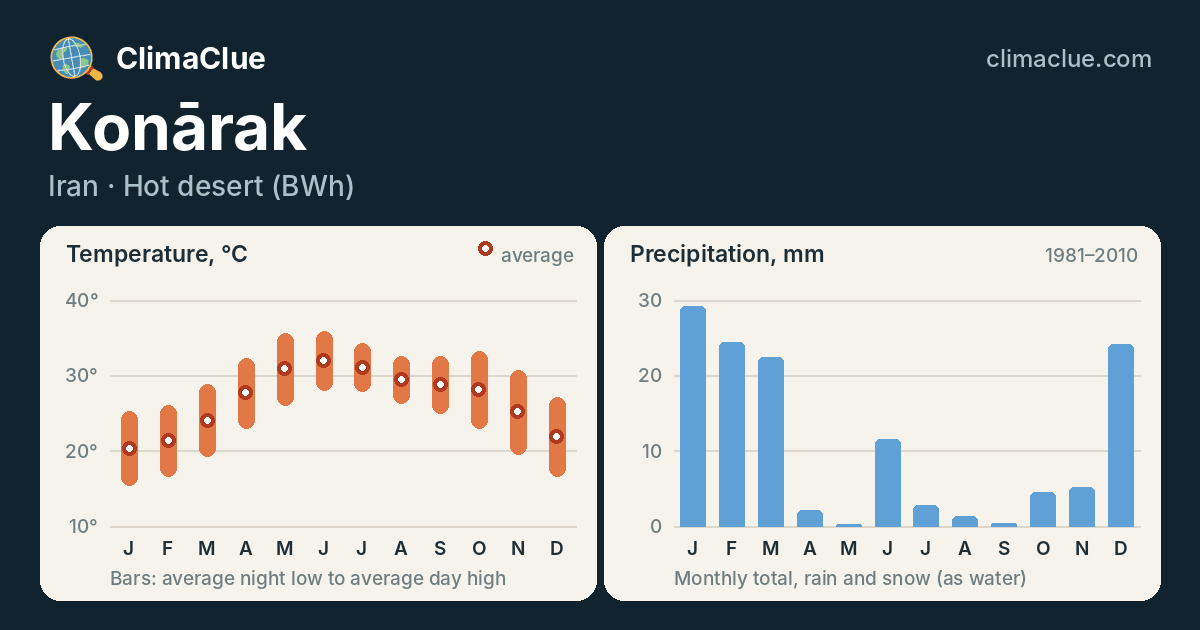 ClimaClue
climaclue.com
Konārak
Iran · Hot desert (BWh)
Temperature, °C
average
40°
30°
20°
10°
J F M A M J J A S O N D
Bars: average night low to average day high
Precipitation, mm
1981–2010
30
20
10
0
J F M A M J J A S O N D
Monthly total, rain and snow (as water)